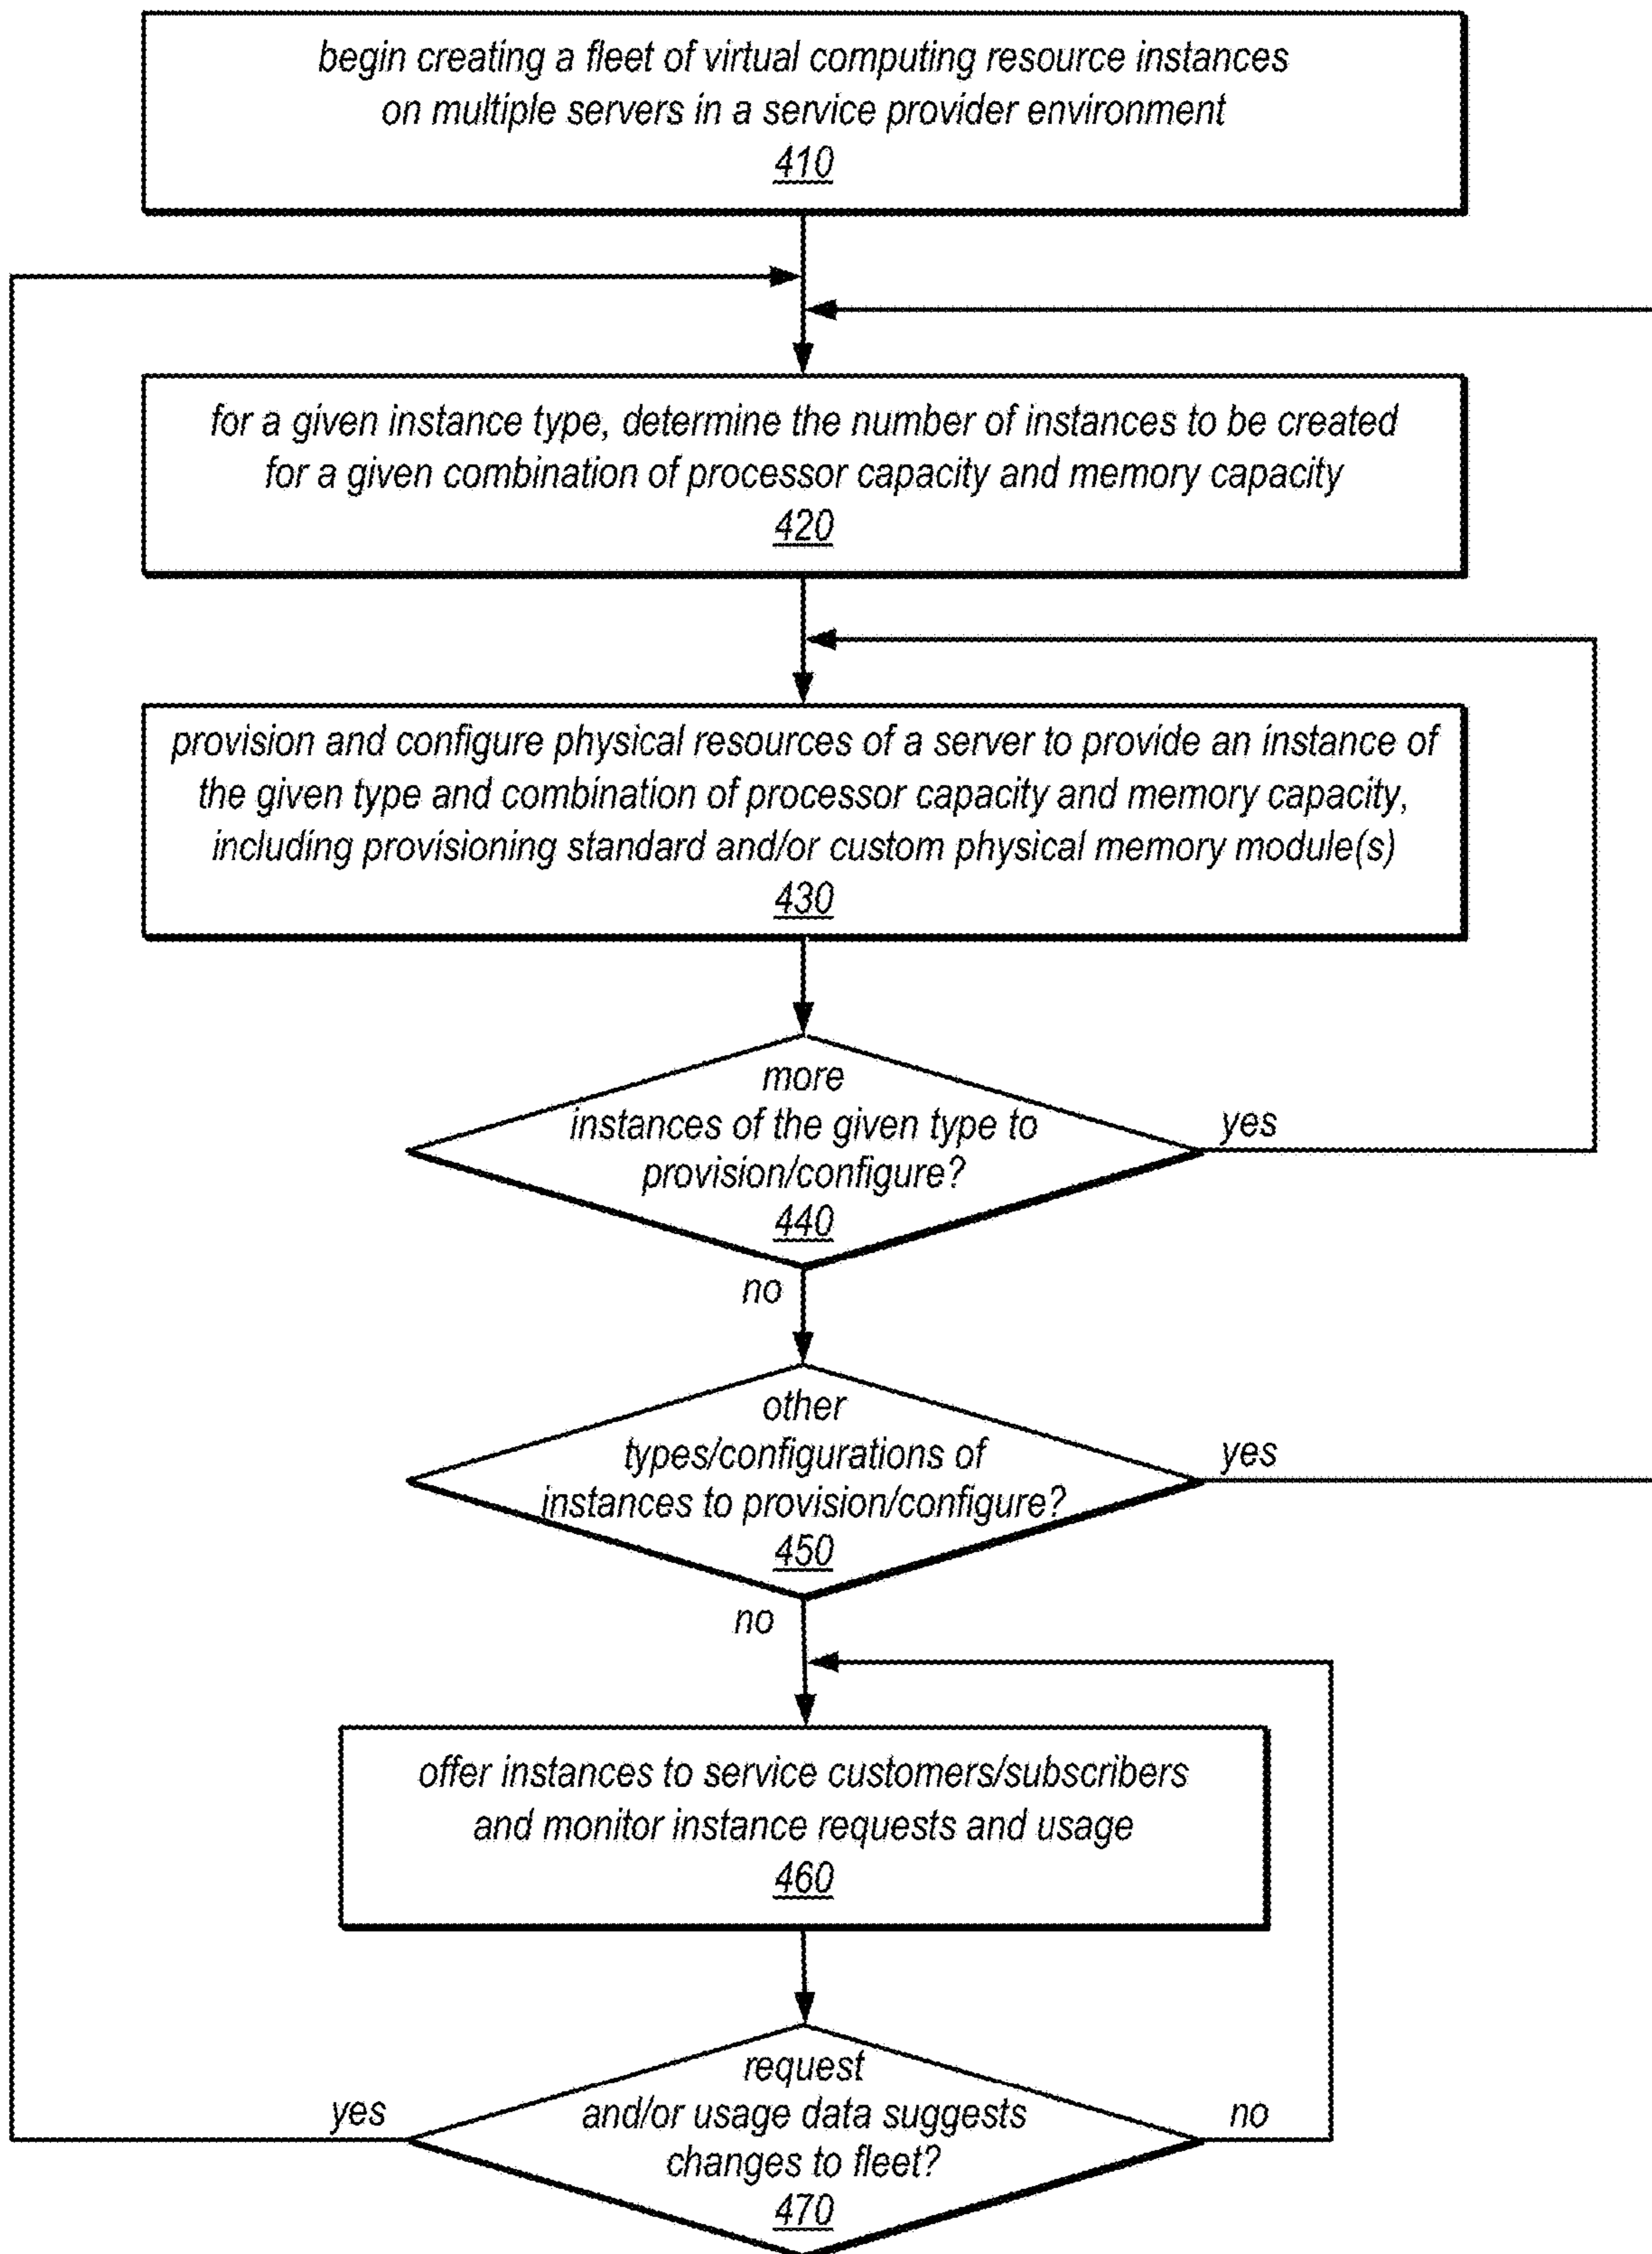 begin creating a fleet of virtual computing resource instances
on multiple servers in a service provider environment
410
for a given instance type, determine the number of instances to be created
for a given combination of processor capacity and memory capacity
420
provision and configure physical resources of a server to provide an instance of
the given type and combination of processor capacity and memory capacity,
including provisioning standard and/or custom physical memory module(s)
430
more
instances of the given type to
provision/configure?
440
yes
no
other
types/configurations of
instances to provision/configure?
450
yes
no
offer instances to service customers/subscribers
and monitor instance requests and usage
460
request
and/or usage data suggests
changes to fleet?
470
yes
no